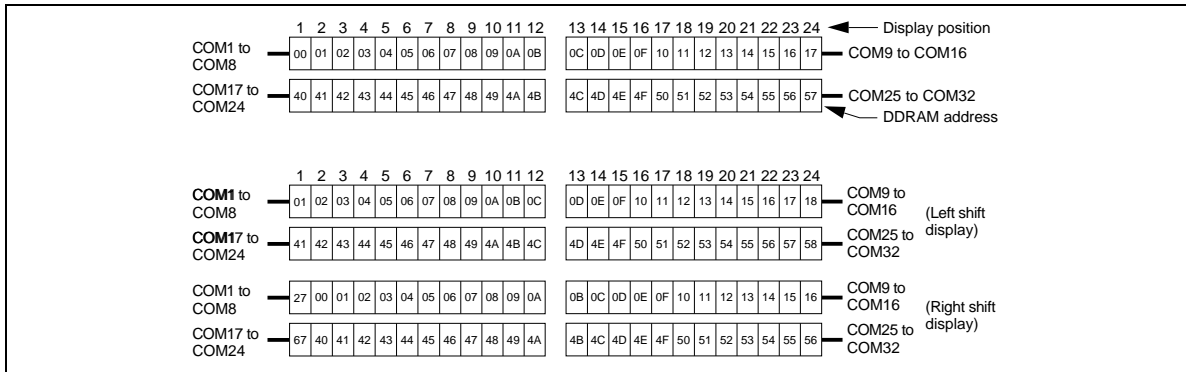 1 2 3 4 5 6 7 8 9 10 11 12 13 14 15 16 17 18 19 20 21 22 23 24 Display position
COM1 to COM8 00 01 02 03 04 05 06 07 08 09 0A 0B 0C 0D 0E 0F 10 11 12 13 14 15 16 17 COM9 to COM16
COM17 to COM24 40 41 42 43 44 45 46 47 48 49 4A 4B 4C 4D 4E 4F 50 51 52 53 54 55 56 57 COM25 to COM32
DDRAM address
1 2 3 4 5 6 7 8 9 10 11 12 13 14 15 16 17 18 19 20 21 22 23 24
COM1 to COM8 01 02 03 04 05 06 07 08 09 0A 0B 0C 0D 0E 0F 10 11 12 13 14 15 16 17 18 COM9 to COM16 (Left shift display)
COM17 to COM24 41 42 43 44 45 46 47 48 49 4A 4B 4C 4D 4E 4F 50 51 52 53 54 55 56 57 58 COM25 to COM32
COM1 to COM8 27 00 01 02 03 04 05 06 07 08 09 0A 0B 0C 0D 0E 0F 10 11 12 13 14 15 16 COM9 to COM16 (Right shift display)
COM17 to COM24 67 40 41 42 43 44 45 46 47 48 49 4A 4B 4C 4D 4E 4F 50 51 52 53 54 55 56 COM25 to COM32